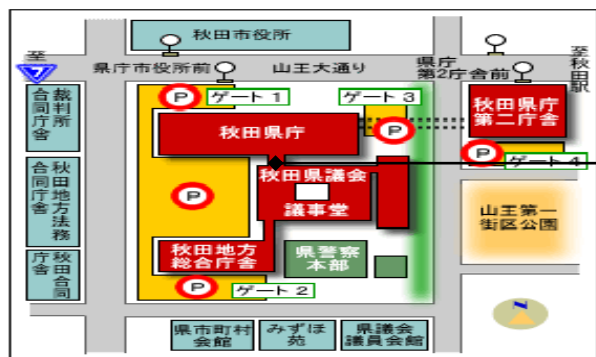 秋田市役所
至
7
県庁市役所前
山王大通り
県庁
第2庁舎前
至秋田駅
裁判所
合同庁舎
P
ゲート1
ゲート3
P
秋田県庁
秋田県庁
第二庁舎
P
ゲート4
秋田地方法務
合同庁舎
P
秋田県議会
議事堂
山王第一
街区公園
秋田地方
総合庁舎
県警察
本部
秋田合同
庁舎
P
ゲート2
N
県市町村
会館
みずほ
苑
県議会
議員会館